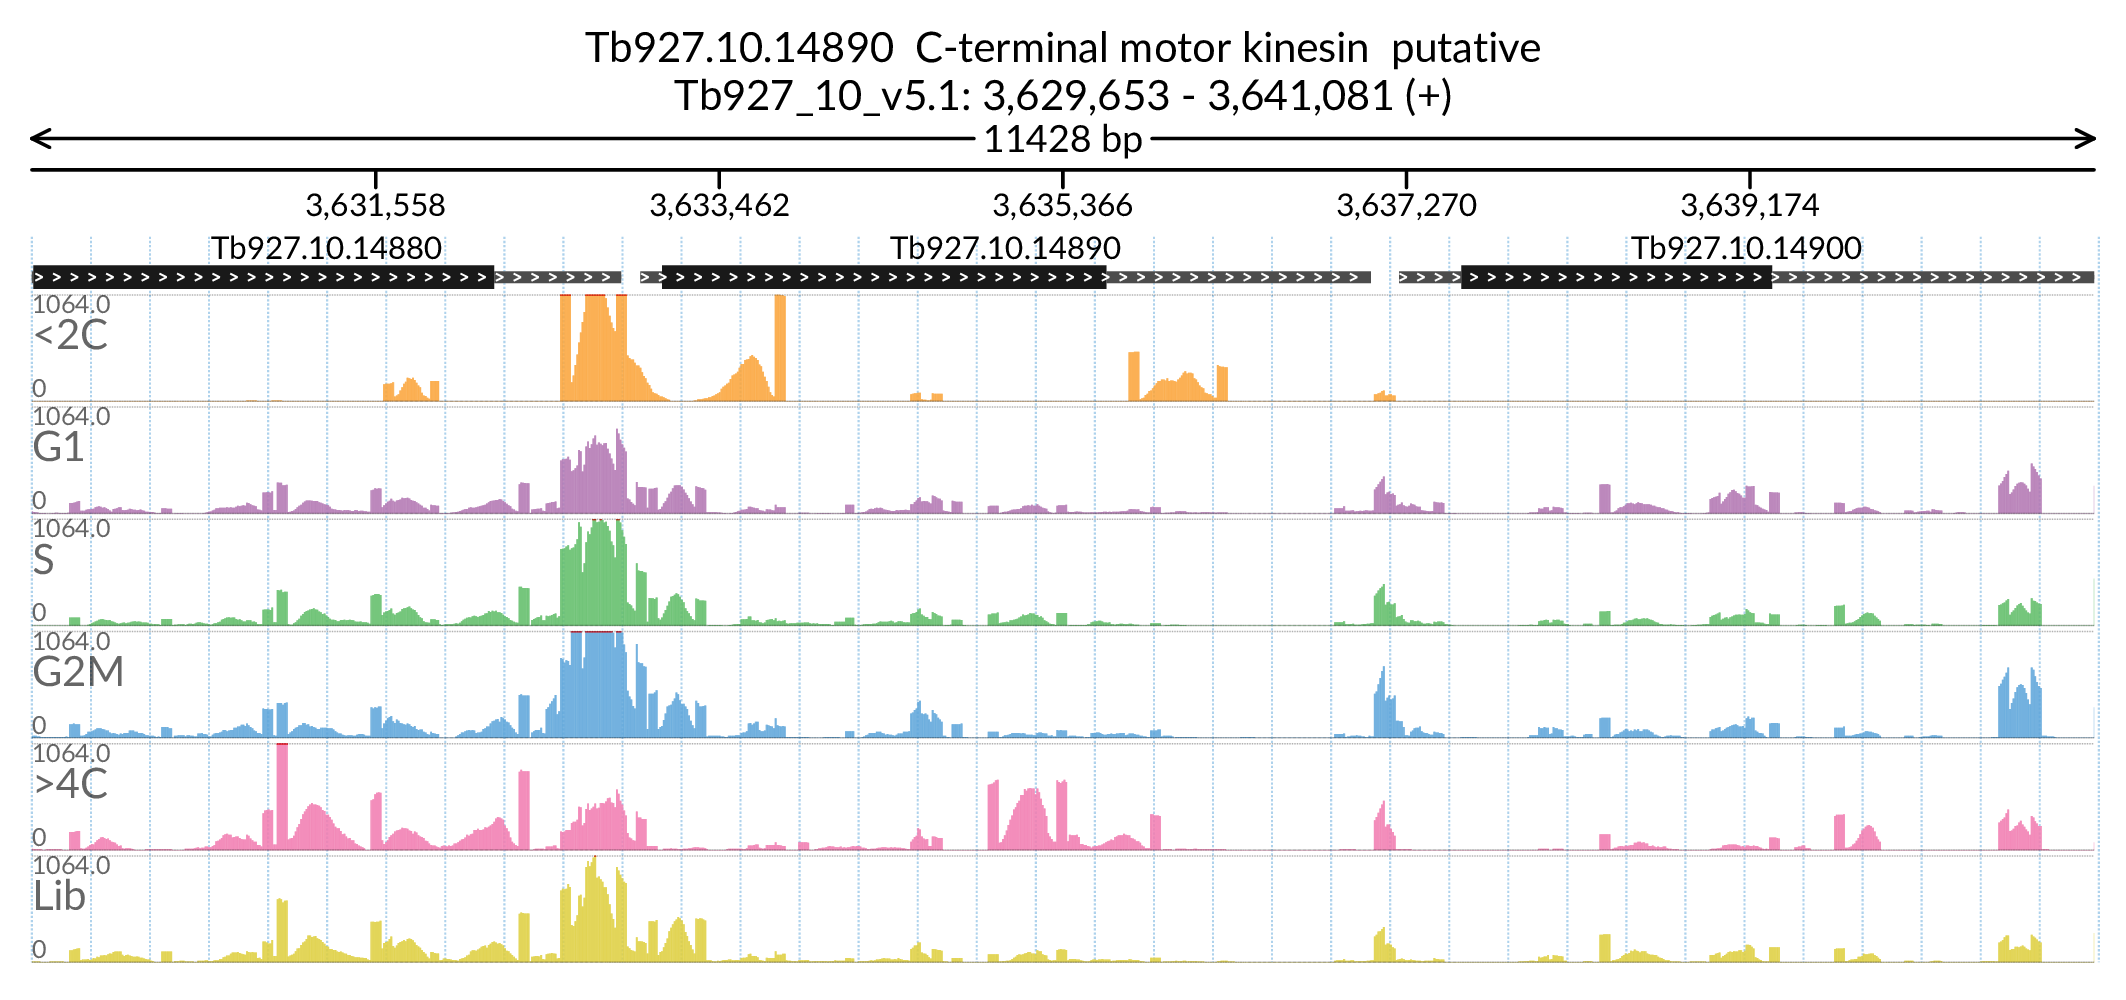 Tb927.10.14890  C-terminal motor kinesin  putative
Tb927_10_v5.1: 3,629,653 - 3,641,081 (+)
11428 bp
3,631,558 3,633,462 3,635,366 3,637,270 3,639,174
Tb927.10.14880 Tb927.10.14890 Tb927.10.14900
1064.0
<2C
0
1064.0
G1
0
1064.0
S
0
1064.0
G2M
0
1064.0
>4C
0
1064.0
Lib
0